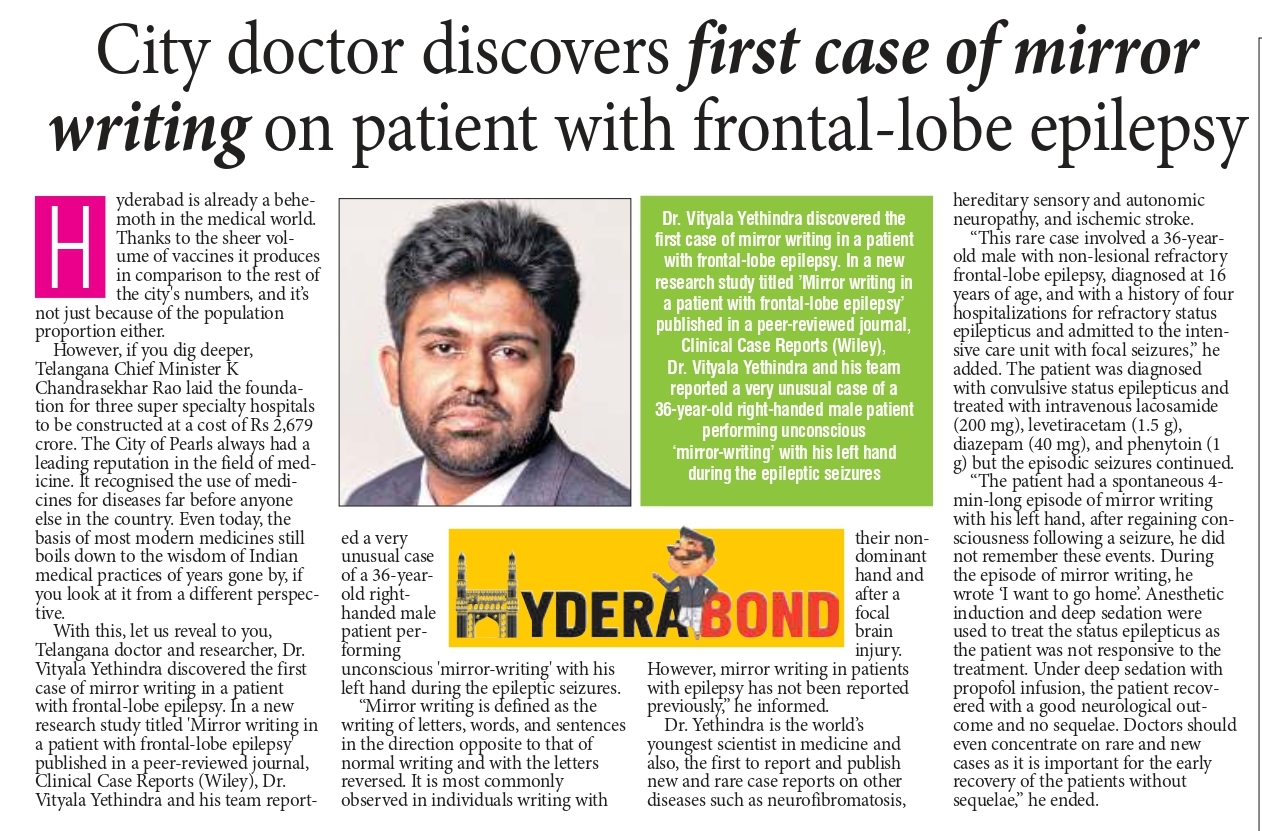 City doctor discovers first case of mirror
writing on patient with frontal-lobe epilepsy
Hyderabad is already a behe-
moth in the medical world.
Thanks to the sheer vol-
ume of vaccines it produces
in comparison to the rest of
the city's numbers, and it's
not just because of the population
proportion either.
However, if you dig deeper,
Telangana Chief Minister K
Chandrasekhar Rao laid the founda-
tion for three super specialty hospitals
to be constructed at a cost of Rs 2,679
crore. The City of Pearls always had a
leading reputation in the field of med-
icine. It recognised the use of medi-
cines for diseases far before anyone
else in the country. Even today, the
basis of most modern medicines still
boils down to the wisdom of Indian
medical practices of years gone by, if
you look at it from a different perspec-
tive.
With this, let us reveal to you,
Telangana doctor and researcher, Dr.
Vityala Yethindra discovered the first
case of mirror writing in a patient
with frontal-lobe epilepsy. In a new
research study titled 'Mirror writing in
a patient with frontal-lobe epilepsy'
published in a peer-reviewed journal,
Clinical Case Reports (Wiley), Dr.
Vityala Yethindra and his team report-
Dr. Vityala Yethindra discovered the
first case of mirror writing in a patient
with frontal-lobe epilepsy. In a new
research study titled 'Mirror writing in
a patient with frontal-lobe epilepsy'
published in a peer-reviewed journal,
Clinical Case Reports (Wiley),
Dr. Vityala Yethindra and his team
reported a very unusual case of a
36-year-old right-handed male patient
performing unconscious
'mirror-writing' with his left hand
during the epileptic seizures
ed a very
unusual case
of a 36-year-
old right-
handed male
patient per-
forming
unconscious 'mirror-writing' with his
left hand during the epileptic seizures.
"Mirror writing is defined as the
writing of letters, words, and sentences
in the direction opposite to that of
normal writing and with the letters
reversed. It is most commonly
observed in individuals writing with
HYDERABOND
their non-
dominant
hand and
after a
focal
brain
injury.
However, mirror writing in patients
with epilepsy has not been reported
previously," he informed.
Dr. Yethindra is the world's
youngest scientist in medicine and
also, the first to report and publish
new and rare case reports on other
diseases such as neurofibromatosis,
hereditary sensory and autonomic
neuropathy, and ischemic stroke.
"This rare case involved a 36-year-
old male with non-lesional refractory
frontal-lobe epilepsy, diagnosed at 16
years of age, and with a history of four
hospitalizations for refractory status
epilepticus and admitted to the inten-
sive care unit with focal seizures," he
added. The patient was diagnosed
with convulsive status epilepticus and
treated with intravenous lacosamide
(200 mg), levetiracetam (1.5 g),
diazepam (40 mg), and phenytoin (1
g) but the episodic seizures continued.
"The patient had a spontaneous 4-
min-long episode of mirror writing
with his left hand, after regaining con-
sciousness following a seizure, he did
not remember these events. During
the episode of mirror writing, he
wrote 'I want to go home'. Anesthetic
induction and deep sedation were
used to treat the status epilepticus as
the patient was not responsive to the
treatment. Under deep sedation with
propofol infusion, the patient recov-
ered with a good neurological out-
come and no sequelae. Doctors should
even concentrate on rare and new
cases as it is important for the early
recovery of the patients without
sequelae," he ended.